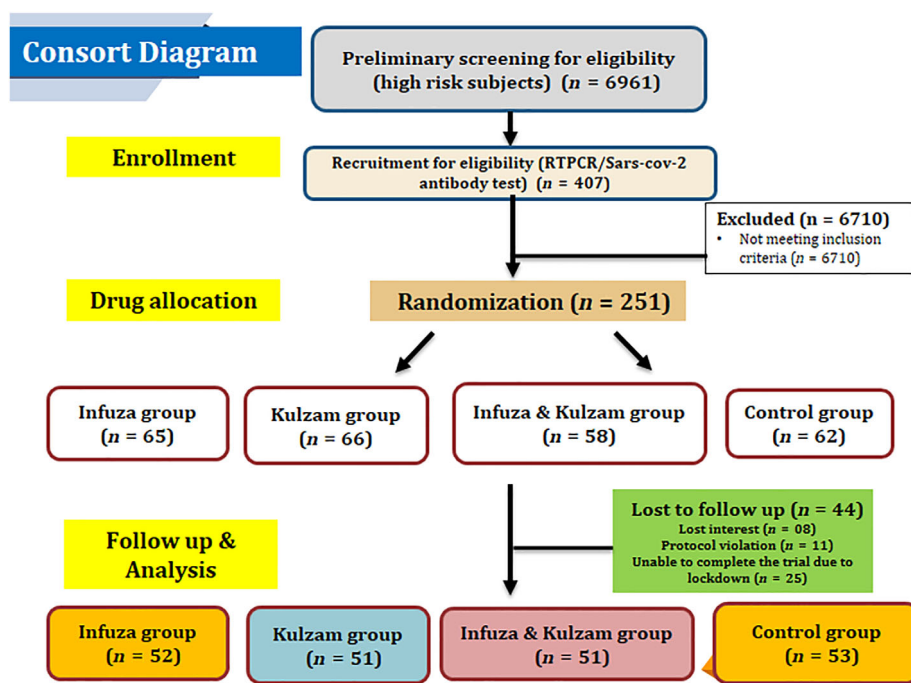 Consort Diagram
Preliminary screening for eligibility
(high risk subjects) (n = 6961)
Enrollment
Recruitment for eligibility (RTPCR/Sars-cov-2
antibody test) (n = 407)
Excluded (n = 6710)
• Not meeting inclusion
criteria (n = 6710)
Drug allocation
Randomization (n = 251)
Infuza group
(n = 65)
Kulzam group
(n = 66)
Infuza & Kulzam group
(n = 58)
Control group
(n = 62)
Lost to follow up (n = 44)
Lost interest (n = 08)
Protocol violation (n = 11)
Unable to complete the trial due to
lockdown (n = 25)
Follow up &
Analysis
Infuza group
(n = 52)
Kulzam group
(n = 51)
Infuza & Kulzam group
(n = 51)
Control group
(n = 53)